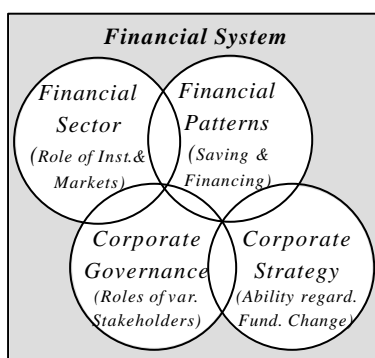 Financial System
Financial
Sector
(Role of Inst.&
Markets)
Financial
Patterns
(Saving &
Financing)
Corporate
Governance
(Roles of var.
Stakeholders)
Corporate
Strategy
(Ability regard.
Fund. Change)